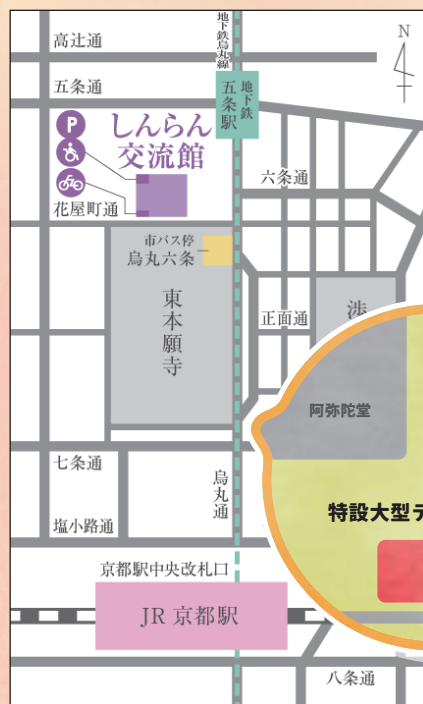 高辻通
地下鉄烏丸線
N
五条通
地下鉄
五条駅
P
しんらん
交流館
六条通
花屋町通
市バス停
烏丸六条
東本願寺
正面通
渉
阿弥陀堂
七条通
烏丸通
特設大型テ
塩小路通
京都駅中央改札口
JR 京都駅
八条通